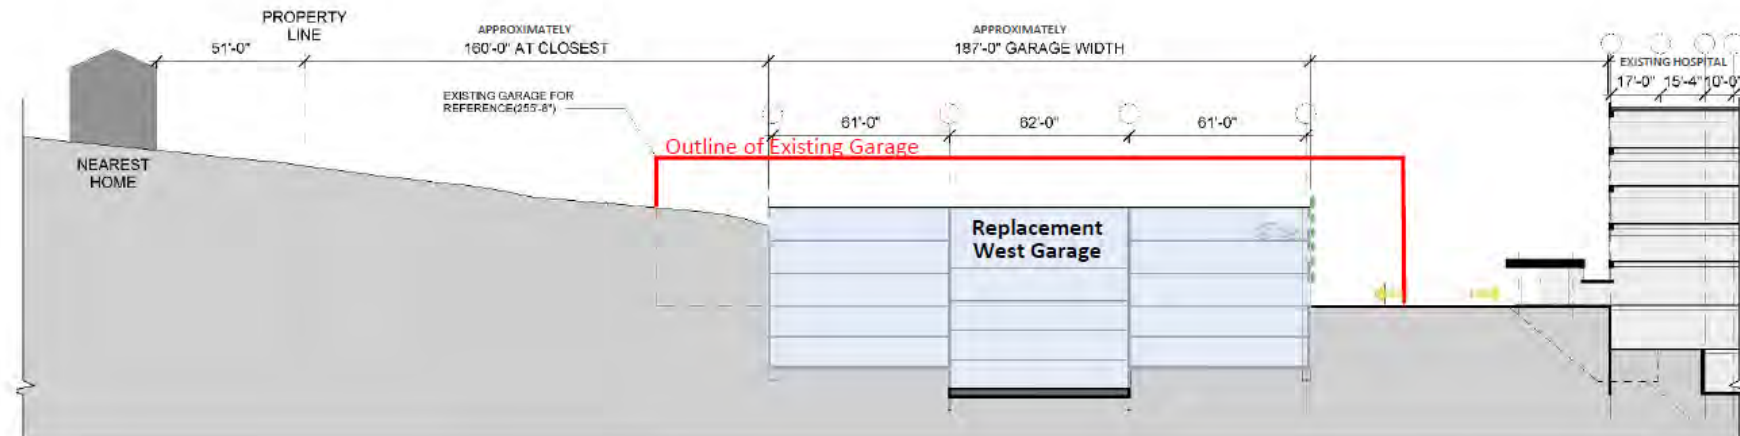 PROPERTY
LINE
51'-0"
APPROXIMATELY
160'-0" AT CLOSEST
APPROXIMATELY
187'-0" GARAGE WIDTH
EXISTING HOSPITAL
17'-0" 15'-4" 10'-0"
EXISTING GARAGE FOR
REFERENCE(255'-8")
61'-0" 62'-0" 61'-0"
Outline of Existing Garage
NEAREST
HOME
Replacement
West Garage